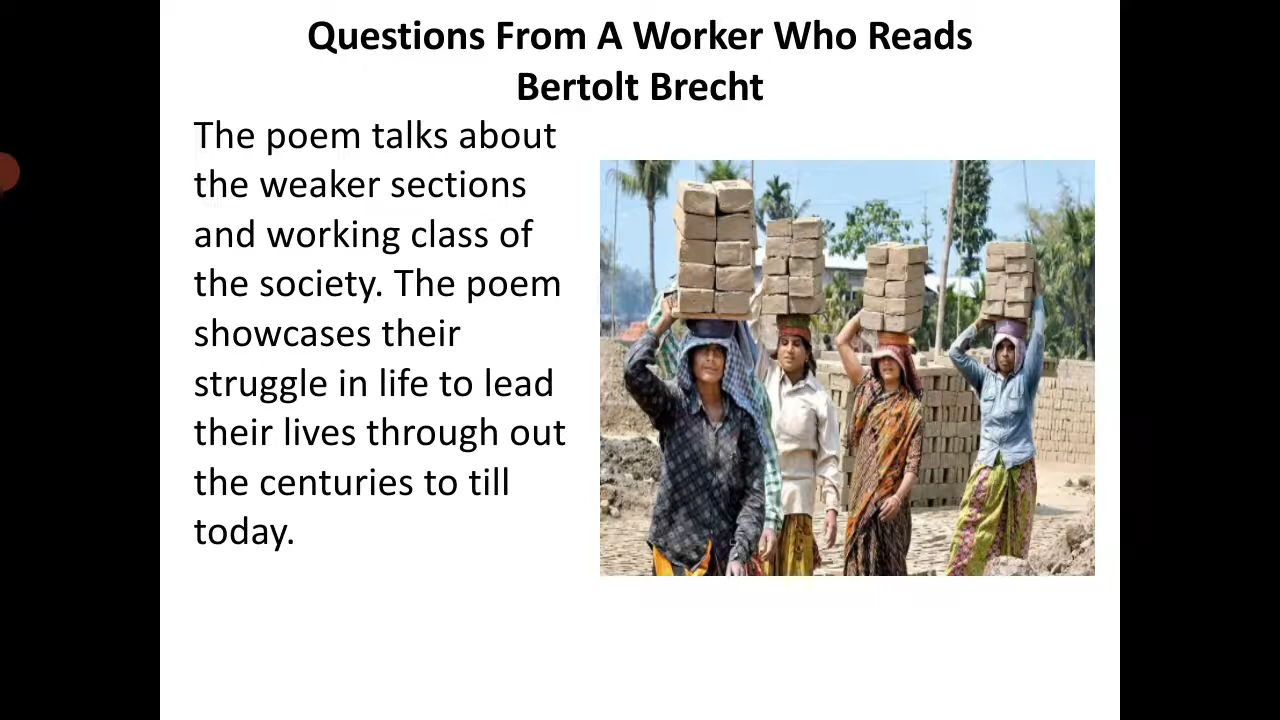 Questions From A Worker Who Reads
Bertolt Brecht
The poem talks about
the weaker sections
and working class of
the society. The poem
showcases their
struggle in life to lead
their lives through out
the centuries to till
today.